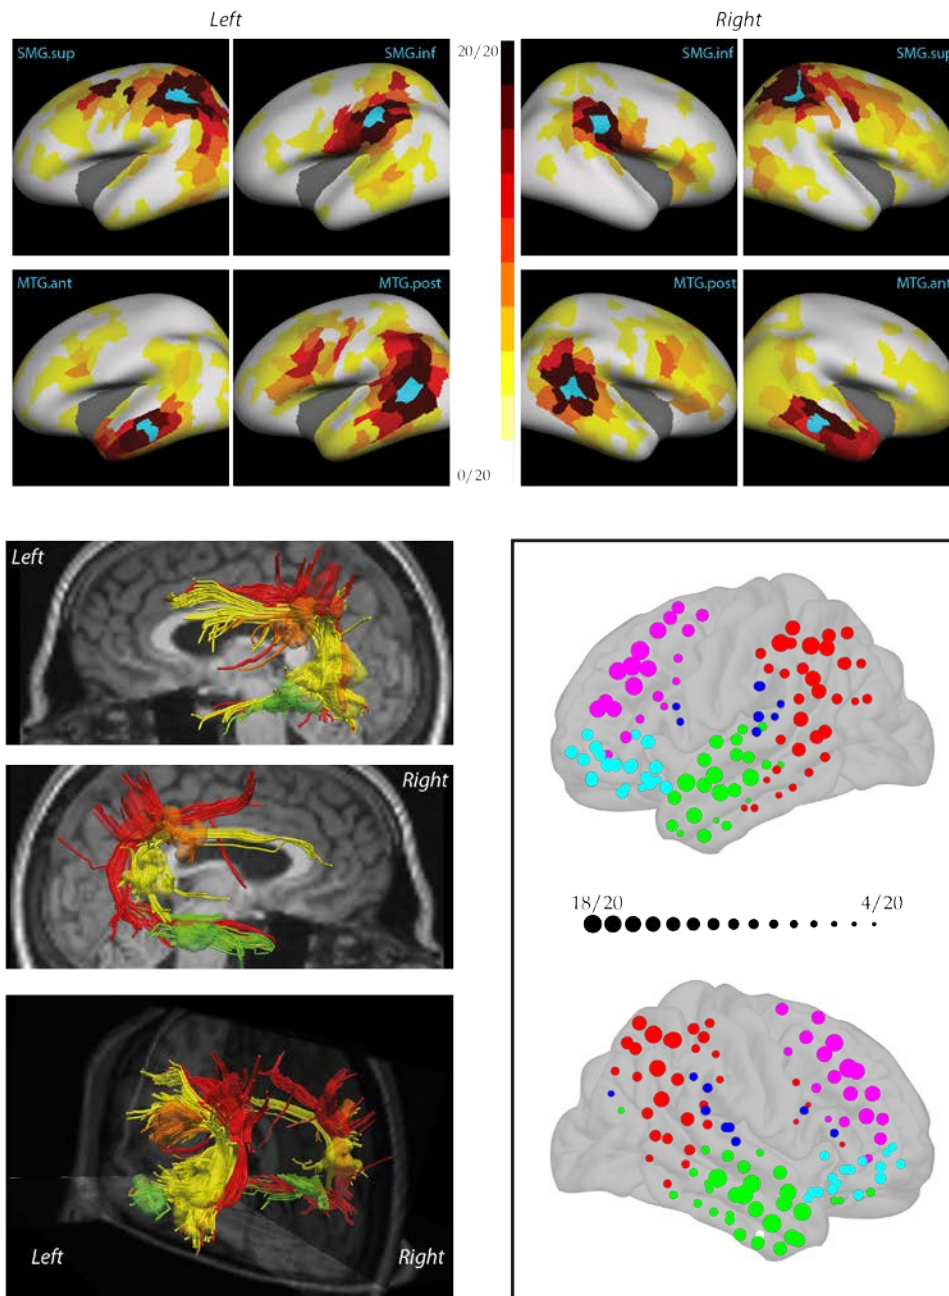 Left
Right
SMG.sup
SMG.inf
20/20
SMG.inf
SMG.sup
MTG.ant
MTG.post
MTG.post
MTG.ant
0/20
Left
Right
18/20
4/20
Left
Right